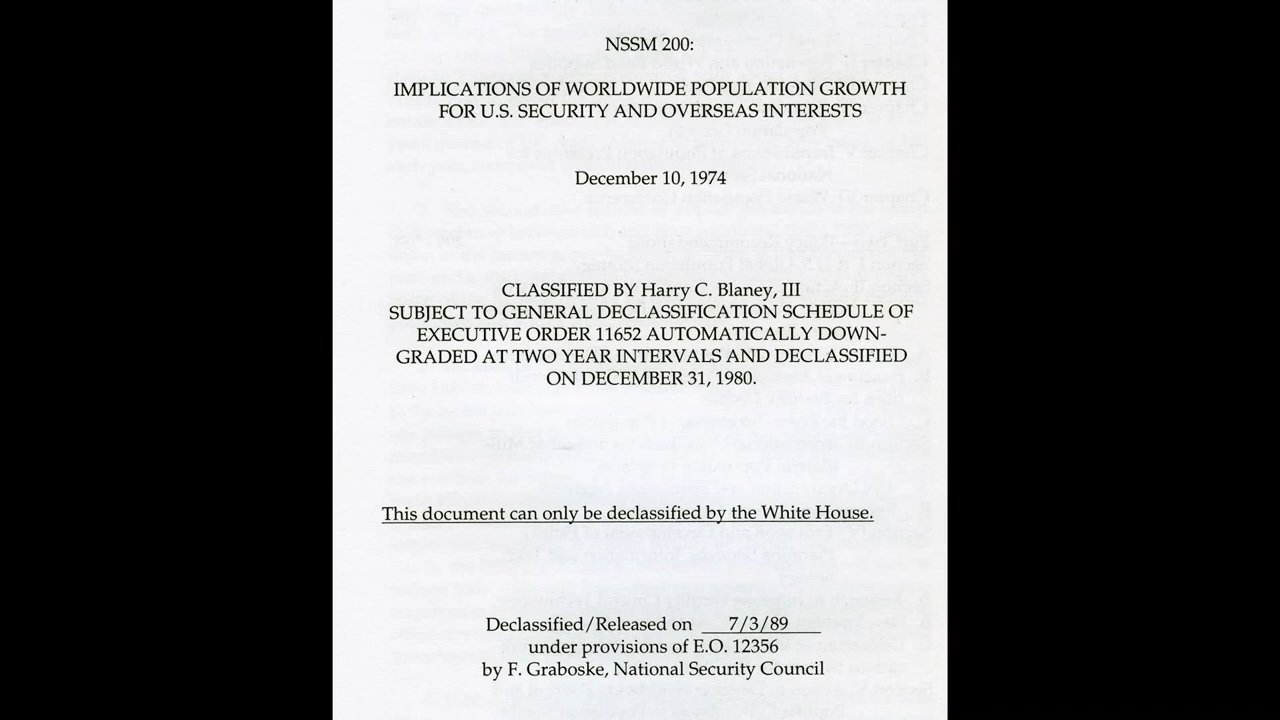 NSSM 200:
IMPLICATIONS OF WORLDWIDE POPULATION GROWTH
FOR U.S. SECURITY AND OVERSEAS INTERESTS
December 10, 1974
CLASSIFIED BY Harry C. Blaney, III
SUBJECT TO GENERAL DECLASSIFICATION SCHEDULE OF
EXECUTIVE ORDER 11652 AUTOMATICALLY DOWN-
GRADED AT TWO YEAR INTERVALS AND DECLASSIFIED
ON DECEMBER 31, 1980.
This document can only be declassified by the White House.
Declassified/Released on 7/3/89
under provisions of E.O. 12356
by F. Graboske, National Security Council